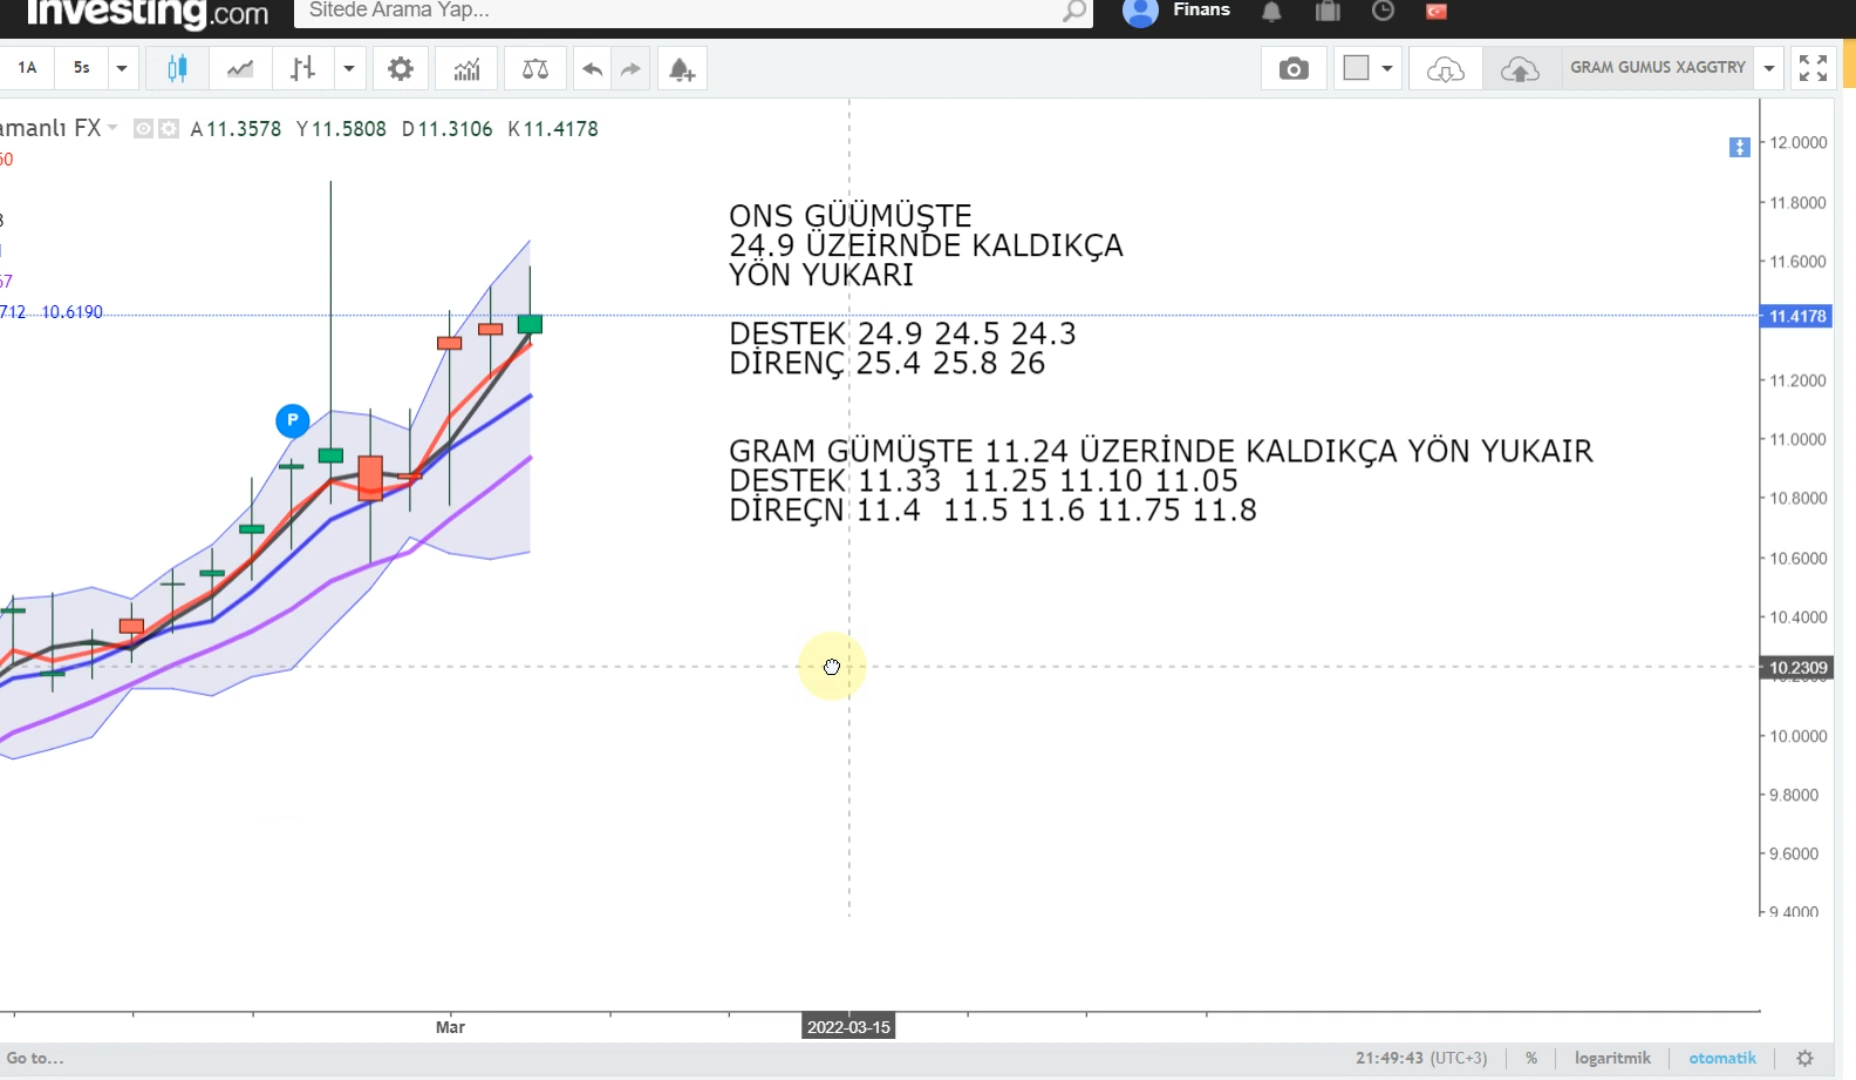 Investing.com
Sitede Arama Yap...
Finans
1A
5s
GRAM GUMUS XAGGTRY
amanlı FX
A11.3578 Y11.5808 D11.3106 K11.4178
12.0000
11.8000
11.6000
11.4178
11.2000
11.0000
10.8000
10.6000
10.4000
10.2309
10.0000
9.8000
9.6000
9.4000
712 10.6190
P
ONS GÜÜMÜŞTE
24.9 ÜZEİRNDE KALDIKÇA
YÖN YUKARI
DESTEK 24.9 24.5 24.3
DİRENÇ 25.4 25.8 26
GRAM GÜMÜŞTE 11.24 ÜZERİNDE KALDIKÇA YÖN YUKAIR
DESTEK 11.33 11.25 11.10 11.05
DİREÇN 11.4 11.5 11.6 11.75 11.8
Mar
2022-03-15
Go to...
21:49:43 (UTC+3)
%
logaritmik
otomatik